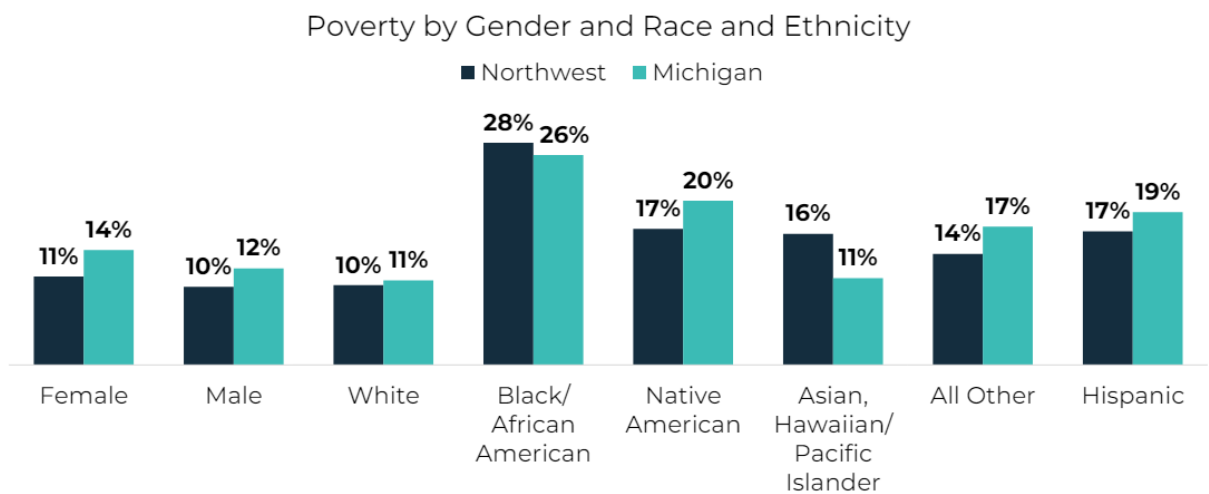 Poverty by Gender and Race and Ethnicity
Northwest Michigan
28% 26%
20%
17% 16% 17% 17% 19%
14% 14%
11% 10% 12% 10% 11% 11%
Female Male White Black/ Native Asian, All Other Hispanic
African American Hawaiian/
American Pacific
Islander